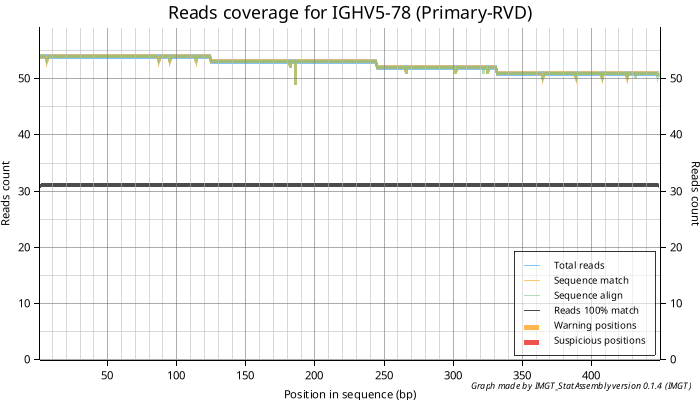 Reads coverage for IGHV5-78 (Primary-RVD)
Reads count
50
40
30
20
10
0
50
40
30
20
10
0
Reads count
Total reads
Sequence match
Sequence align
Reads 100% match
Warning positions
Suspicious positions
50 100 150 200 250 300 350 400
Position in sequence (bp)
Graph made by IMGT_StatAssembly version 0.1.4 (IMGT)